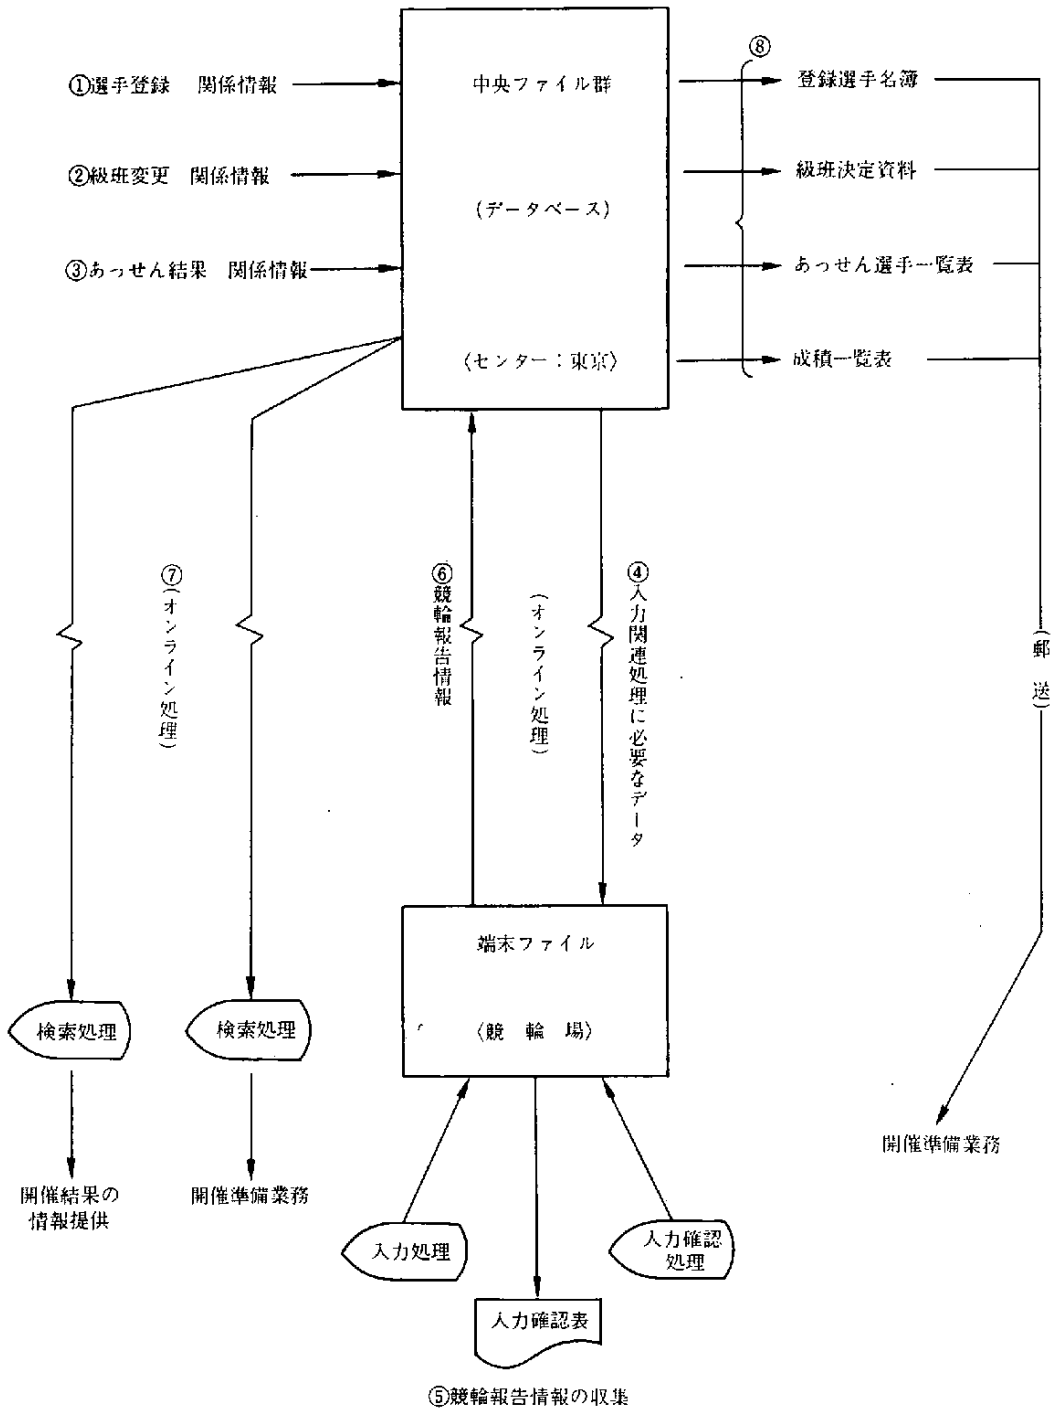 ①選手登録 関係情報
②級班変更 関係情報
③あっせん結果 関係情報
中央ファイル群
(データベース)
〈センター:東京〉
⑧
登録選手名簿
級班決定資料
あっせん選手一覧表
成積一覧表
(郵送)
開催準備業務
⑦(オンライン処理)
⑥競輪報告情報
(オンライン処理)
④入力関連処理に必要なデータ
端末ファイル
〈競輪場〉
検索処理
検索処理
開催結果の
情報提供
開催準備業務
入力処理
入力確認
処理
入力確認表
⑤競輪報告情報の収集